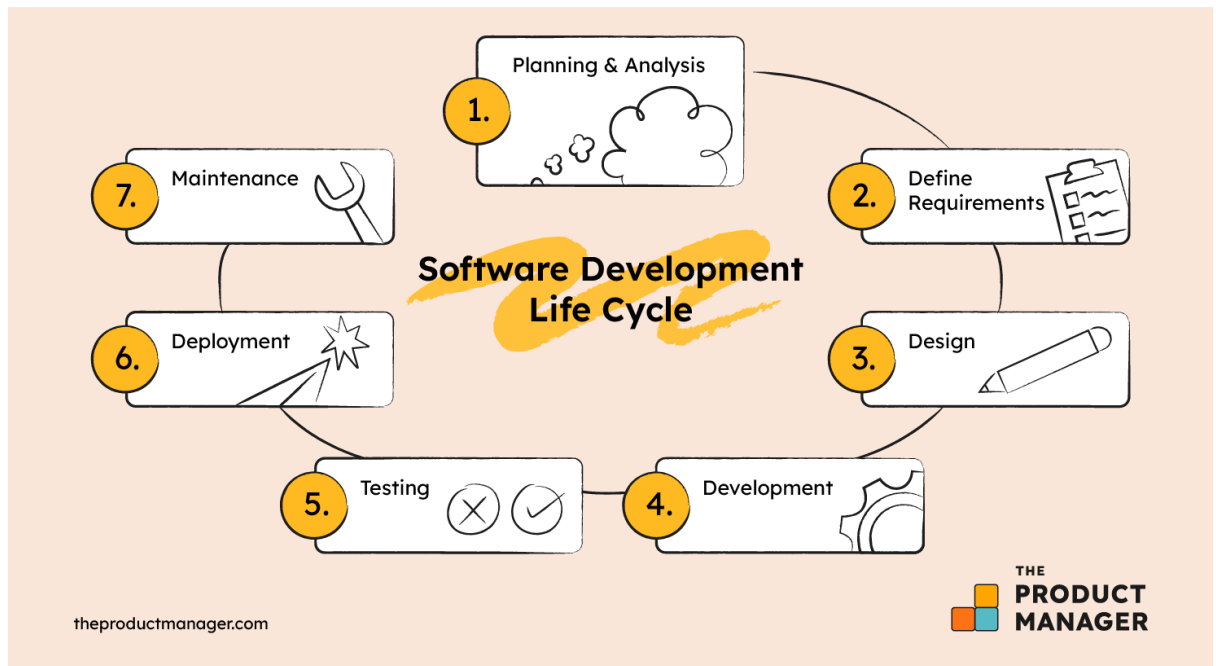 Planning & Analysis
1.
2.
Define
Requirements
3.
Design
4.
Development
5.
Testing
6.
Deployment
7.
Maintenance
Software Development
Life Cycle
theproductmanager.com
THE
PRODUCT
MANAGER